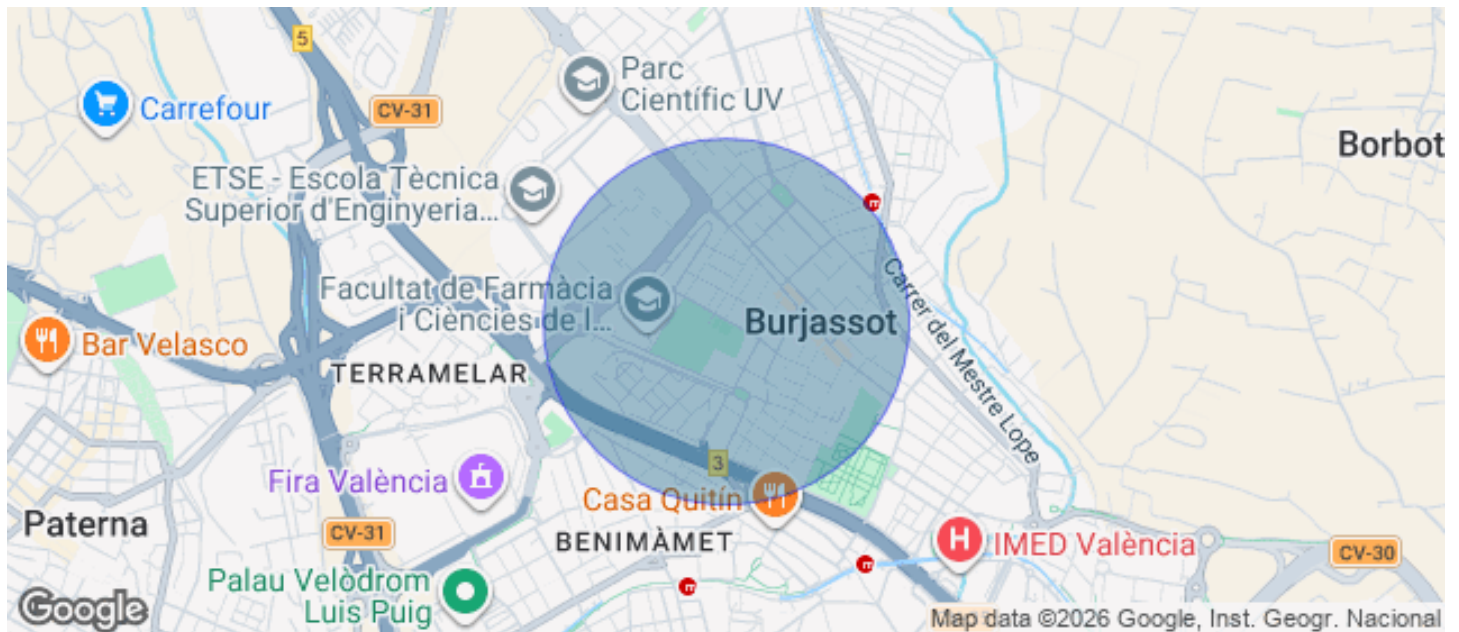 5
Parc
Científic UV
Carrefour
CV-31
Borbot
ETSE - Escola Tècnica
Superior d'Enginyeria...
Facultat de Farmàcia
i Ciències de l...
Burjassot
Carrer del Mestre Lope
Bar Velasco
TERRAMELAR
3
Fira València
Casa Quitín
Paterna
CV-31
BENIMÀMET
IMED València
CV-30
Palau Velòdrom
Luis Puig
Google
Map data ©2026 Google, Inst. Geogr. Nacional